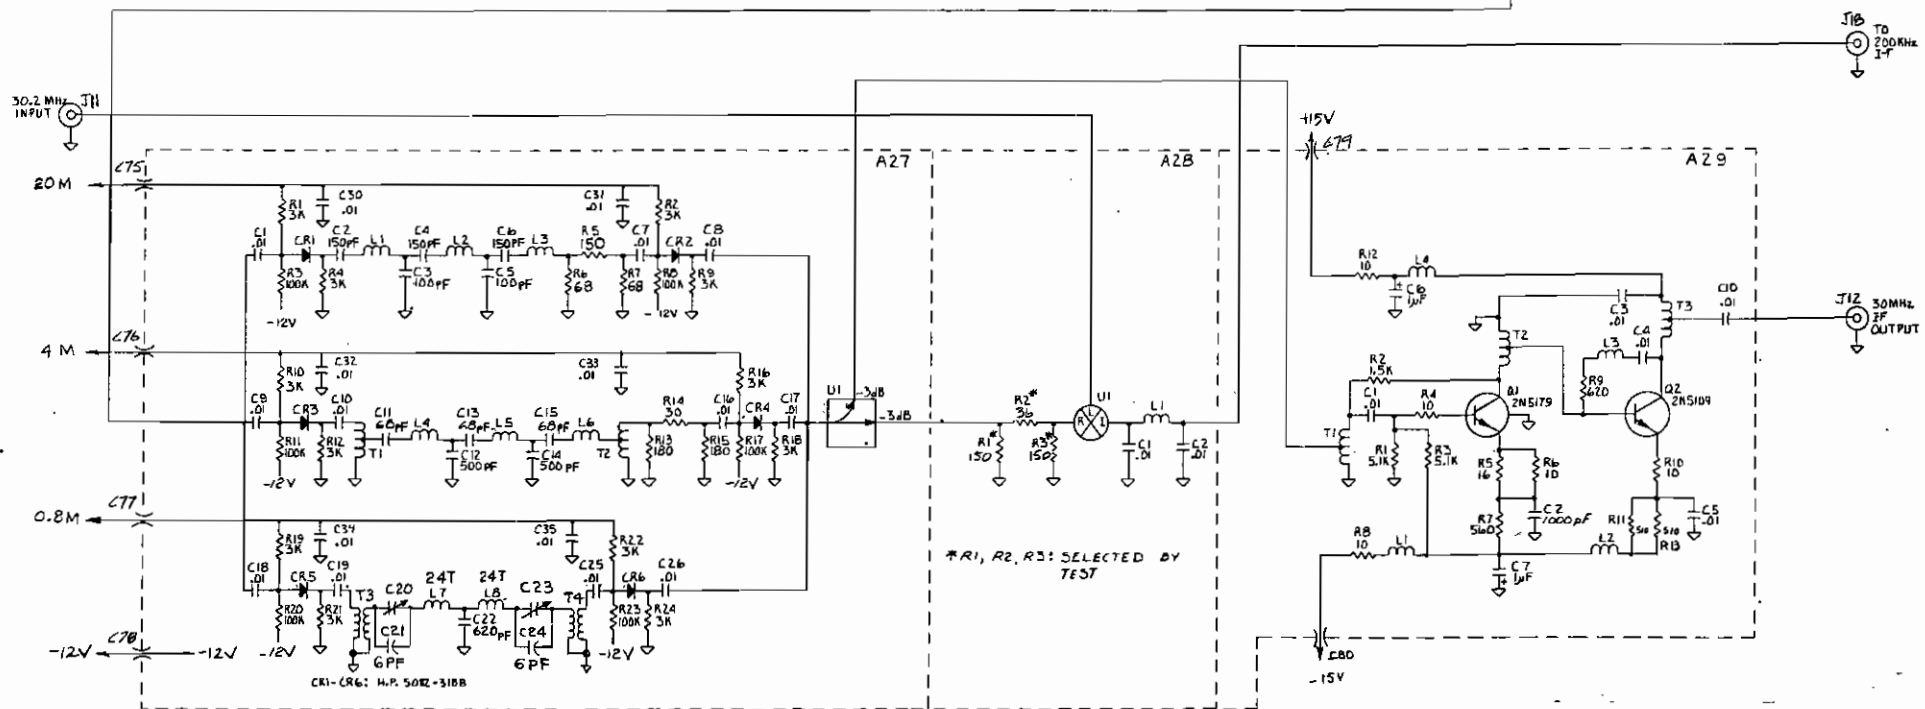 J18
TO
200KHz
I-F
30.2 MHz
INPUT
J11
+15V
C79
C75
A27
A28
A29
20 M
R1
3K
C30
.01
C31
.01
R2
3K
C1
.01
CR1
C2
150pF
L1
C4
150pF
L2
C6
150pF
L3
R5
150
C7
.01
CR2
C8
.01
R3
100K
R4
3K
C3
100pF
C5
100pF
R6
68
R7
68
R8
100K
R9
3K
-12V
-12V
R12
10
L4
C6
1µF
C3
.01
T3
C10
.01
J12
30MHz
IF
OUTPUT
C76
4 M
R10
3K
C32
.01
C33
.01
R16
3K
T2
L3
C4
.01
R2
1.5K
R9
620
C9
.01
CR3
C10
.01
C11
68pF
L4
C13
68pF
L5
C15
68pF
L6
R14
30
C16
.01
CR4
C17
.01
U1
-3dB
-3dB
R2*
36
U1
R
L
I
L1
C1
.01
R4
10
Q1
2N5179
Q2
2N5109
R11
100K
R12
3K
T1
C12
500pF
C14
500pF
T2
R13
180
R15
180
R17
100K
R18
3K
R1*
150
R3*
150
C1
.01
C2
.01
T1
R1
5.1K
R3
5.1K
R5
16
R6
10
R10
10
-12V
-12V
C77
0.8M
R19
3K
C34
.01
C35
.01
R22
3K
R7
560
C2
1000pF
R11
510
510
R13
C5
.01
R8
10
L1
L2
C7
1µF
*R1, R2, R3: SELECTED BY
TEST
C18
.01
CR5
C19
.01
T3
C20
24T
L7
24T
L8
C23
T4
C25
.01
CR6
C26
.01
R20
100K
R21
3K
C21
6PF
C22
620pF
C24
6PF
R23
100K
R24
3K
C78
-12V
-12V
-12V
-12V
C80
-15V
CR1-CR6: H.P. 5082-3188